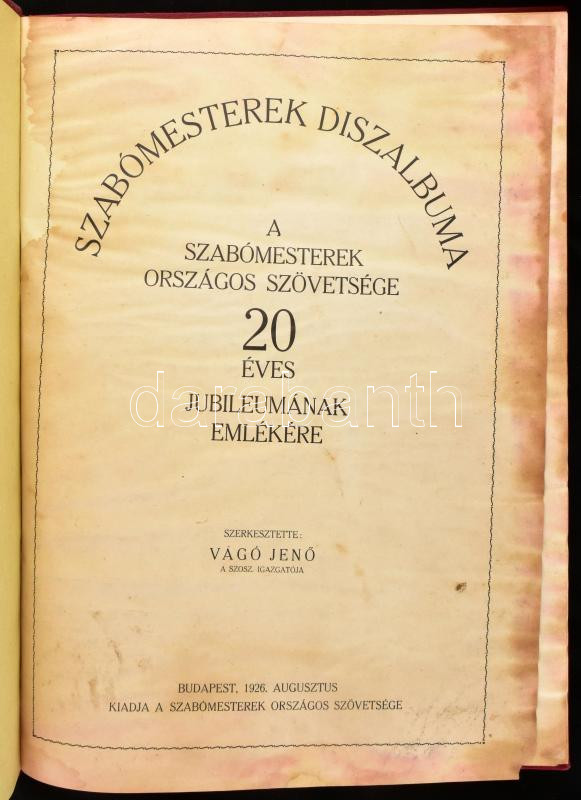 SZABÓMESTEREK DISZALBUMA
A
SZABÓMESTEREK
ORSZÁGOS SZÖVETSÉGE
20
ÉVES
JUBILEUMÁNAK
EMLÉKÉRE
darabanth
SZERKESZTETTE:
VÁGÓ JENŐ
A SZOSZ. IGAZGATÓJA
BUDAPEST, 1926. AUGUSZTUS
KIADJA A SZABÓMESTEREK ORSZÁGOS SZÖVETSÉGE